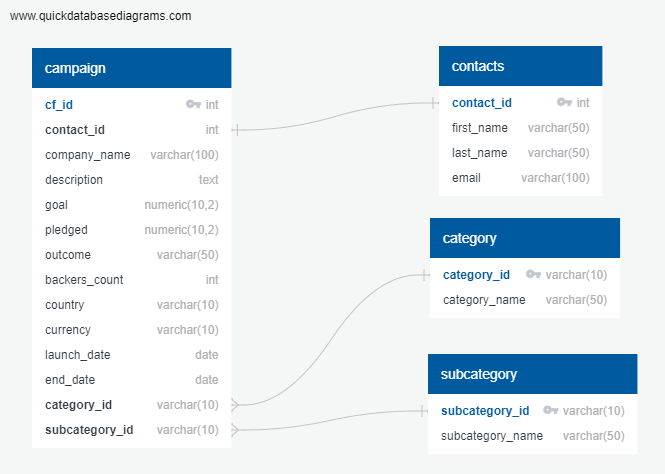 www.quickdatabasediagrams.com
campaign
cf_id int
contact_id int
company_name varchar(100)
description text
goal numeric(10,2)
pledged numeric(10,2)
outcome varchar(50)
backers_count int
country varchar(10)
currency varchar(10)
launch_date date
end_date date
category_id varchar(10)
subcategory_id varchar(10)
contacts
contact_id int
first_name varchar(50)
last_name varchar(50)
email varchar(100)
category
category_id varchar(10)
category_name varchar(50)
subcategory
subcategory_id varchar(10)
subcategory_name varchar(50)